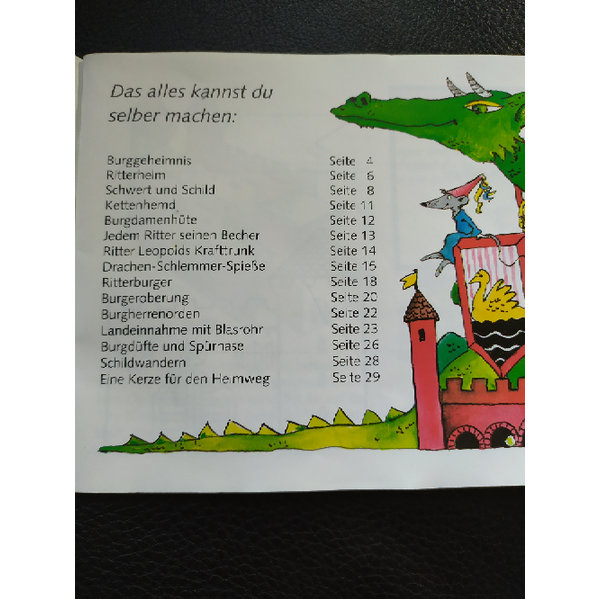 Das alles kannst du
selber machen:
Burggeheimnis Seite 4
Ritterheim Seite 6
Schwert und Schild Seite 8
Kettenhemd Seite 11
Burgdamenhüte Seite 12
Jedem Ritter seinen Becher Seite 13
Ritter Leopolds Krafttrunk Seite 14
Drachen-Schlemmer-Spieße Seite 15
Ritterburger Seite 18
Burgeroberung Seite 20
Burgherrenorden Seite 22
Landeinnahme mit Blasrohr Seite 23
Burgdüfte und Spürnase Seite 26
Schildwandern Seite 28
Eine Kerze für den Heimweg Seite 29